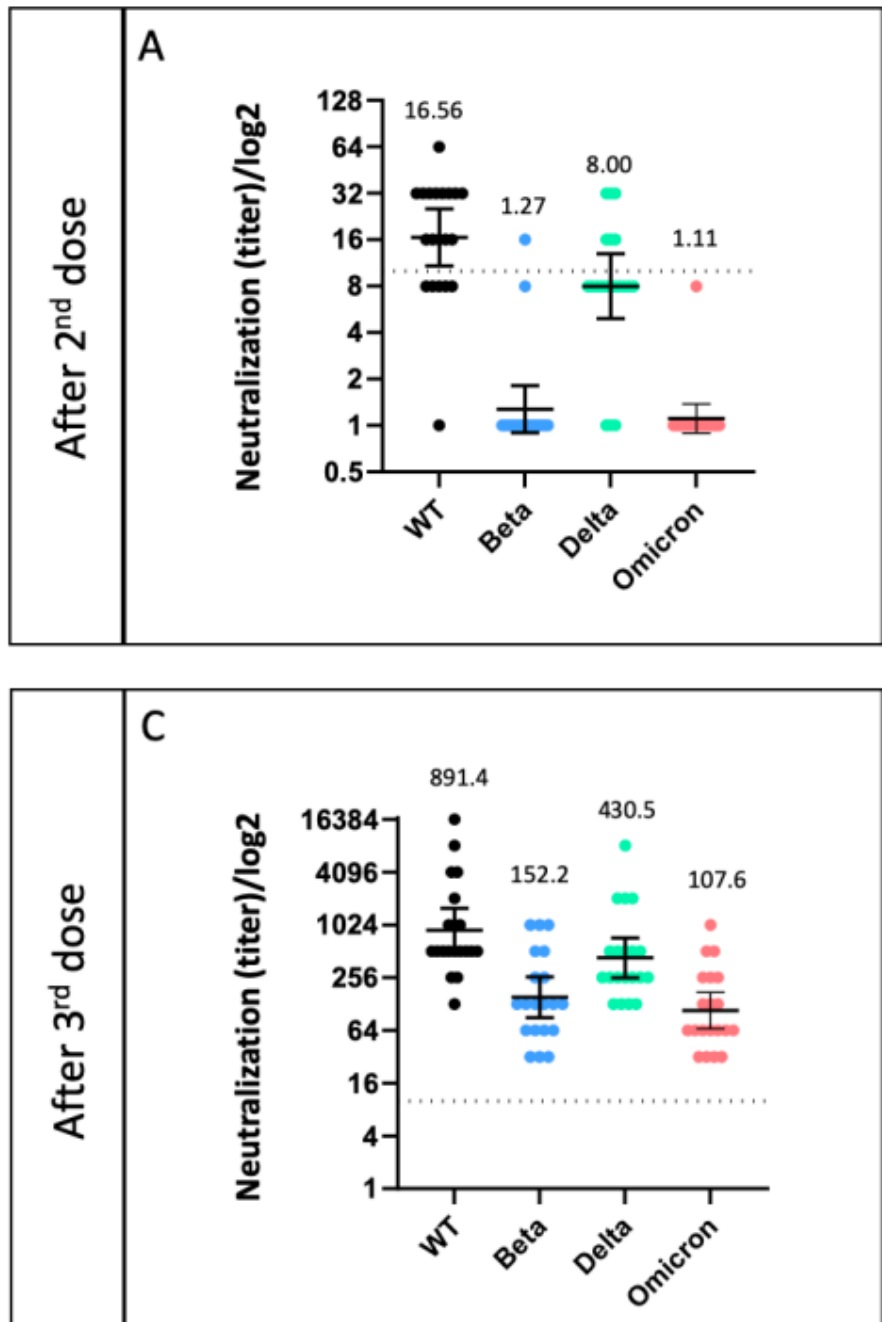 A
After 2nd dose
Neutralization (titer)/log2
128
64
32
16
8
4
2
1
0.5
16.56
1.27
8.00
1.11
WT
Beta
Delta
Omicron
C
After 3rd dose
Neutralization (titer)/log2
16384
4096
1024
256
64
16
4
1
891.4
152.2
430.5
107.6
WT
Beta
Delta
Omicron